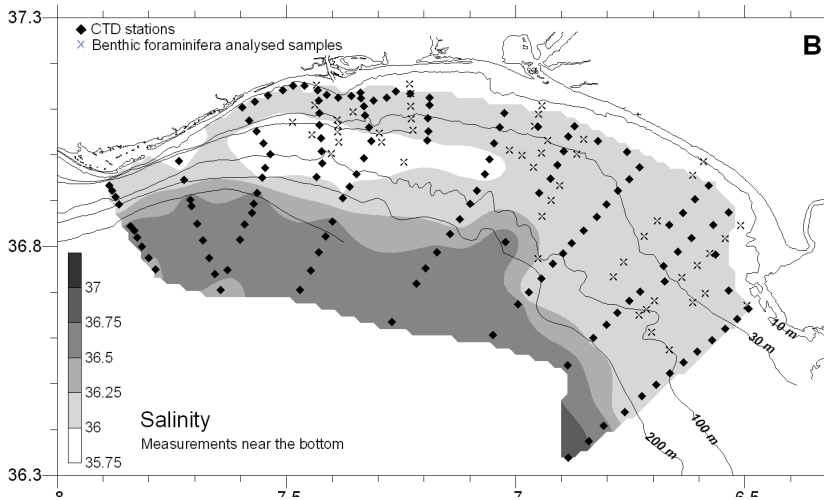 37.3
CTD stations
Benthic foraminifera analysed samples
B
36.8
37
36.75
36.5
36.25
36
35.75
Salinity
Measurements near the bottom
10 m
30 m
100 m
200 m
36.3
8
7.5
7
6.5